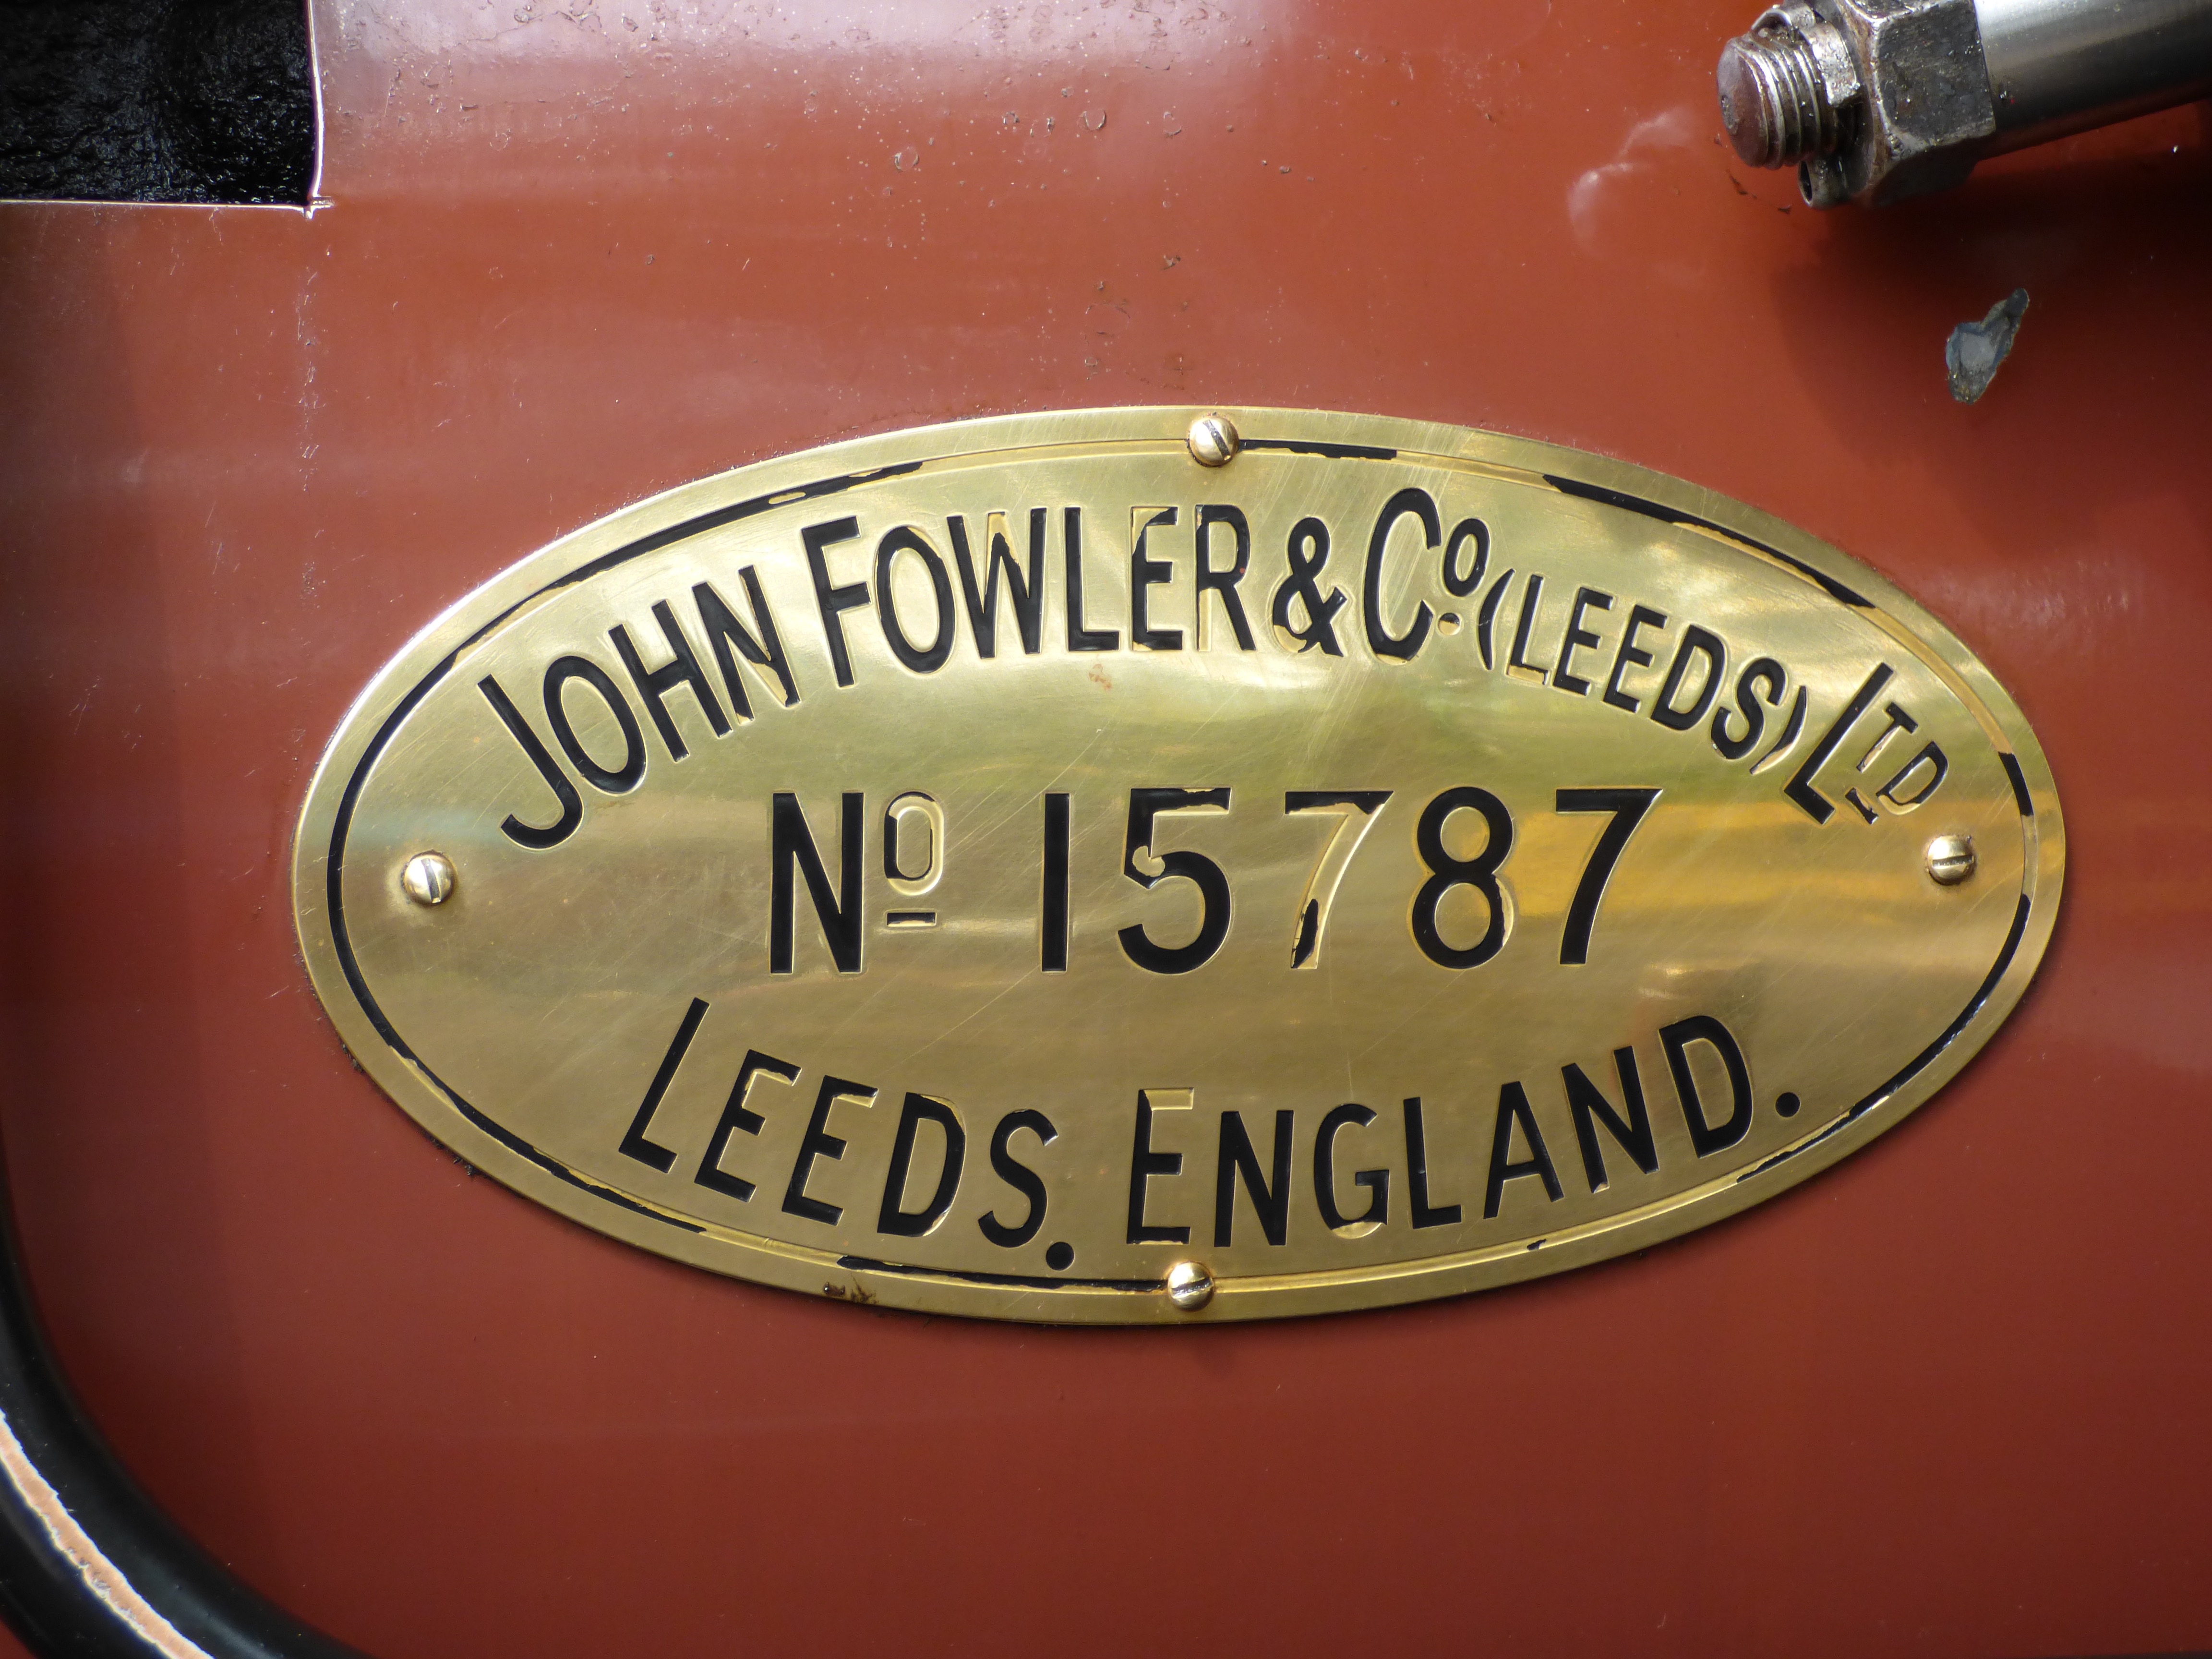 JOHN FOWLER & Cº (LEEDS) LTD
Nº 15787
LEEDS. ENGLAND.